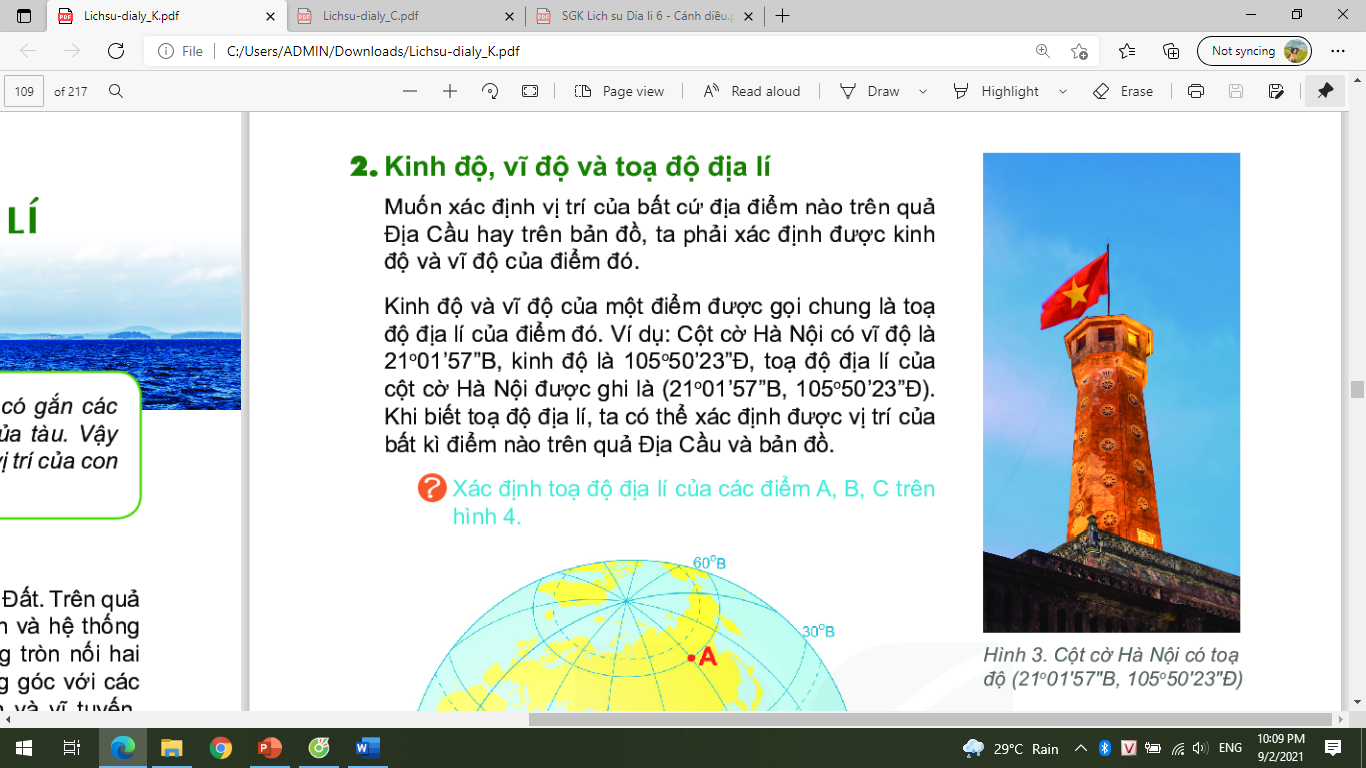 Lichsu-dialy_K.pdf
Lichsu-dialy_C.pdf
SGK Lich su Dia li 6 - Cánh diều.
File C:/Users/ADMIN/Downloads/Lichsu-dialy_K.pdf
Not syncing
109 of 217
Page view
Read aloud
Draw
Highlight
Erase
LÍ
có gắn các
ủa tàu. Vậy
vị trí của con
Đất. Trên quả
n và hệ thống
g tròn nối hai
g góc với các
n và vĩ tuyến
2. Kinh độ, vĩ độ và toạ độ địa lí
Muốn xác định vị trí của bất cứ địa điểm nào trên quả
Địa Cầu hay trên bản đồ, ta phải xác định được kinh
độ và vĩ độ của điểm đó.
Kinh độ và vĩ độ của một điểm được gọi chung là toạ
độ địa lí của điểm đó. Ví dụ: Cột cờ Hà Nội có vĩ độ là
21º01’57”B, kinh độ là 105º50’23”Đ, toạ độ địa lí của
cột cờ Hà Nội được ghi là (21º01’57”B, 105º50’23”Đ).
Khi biết toạ độ địa lí, ta có thể xác định được vị trí của
bất kì điểm nào trên quả Địa Cầu và bản đồ.
? Xác định toạ độ địa lí của các điểm A, B, C trên
hình 4.
60⁰B
30⁰B
A
Hình 3. Cột cờ Hà Nội có toạ
độ (21º01'57"B, 105º50'23"Đ)
29°C Rain
ENG
10:09 PM
9/2/2021